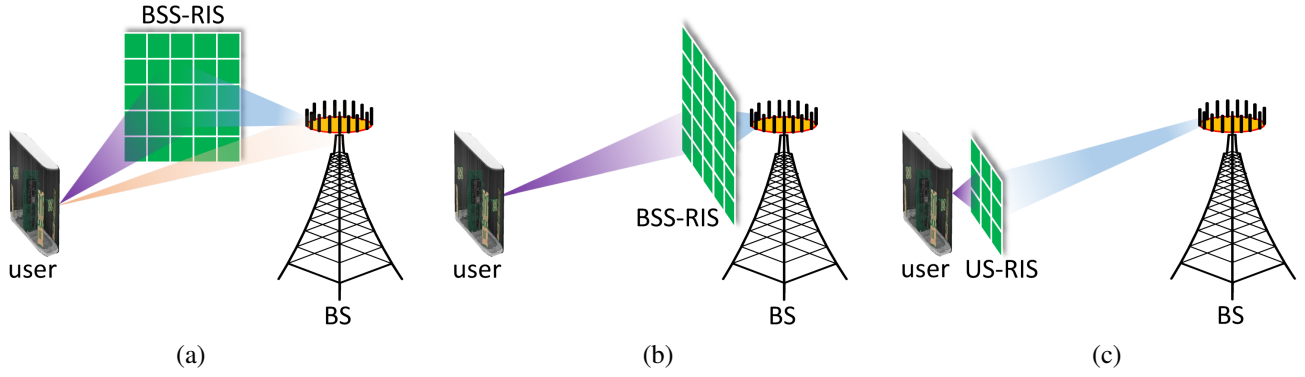 BSS-RIS
user
BS
(a)
BSS-RIS
user
BS
(b)
user
US-RIS
BS
(c)